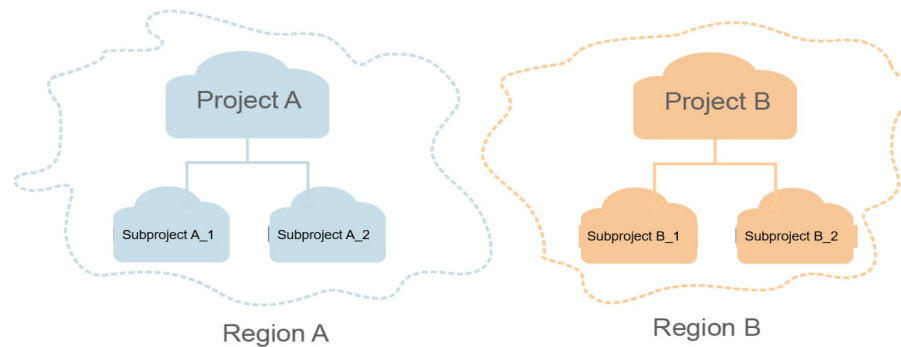 Project A
Project B
Subproject A_1
Subproject A_2
Subproject B_1
Subproject B_2
Region A
Region B